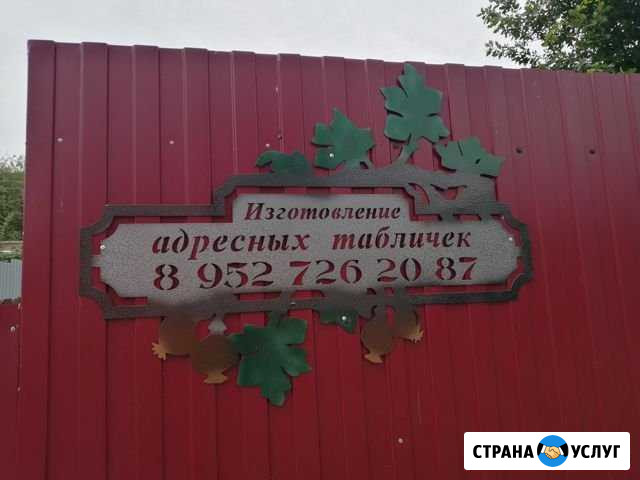 Изготовление
адресных табличек
8 952 726 20 87
СТРАНА УСЛУГ